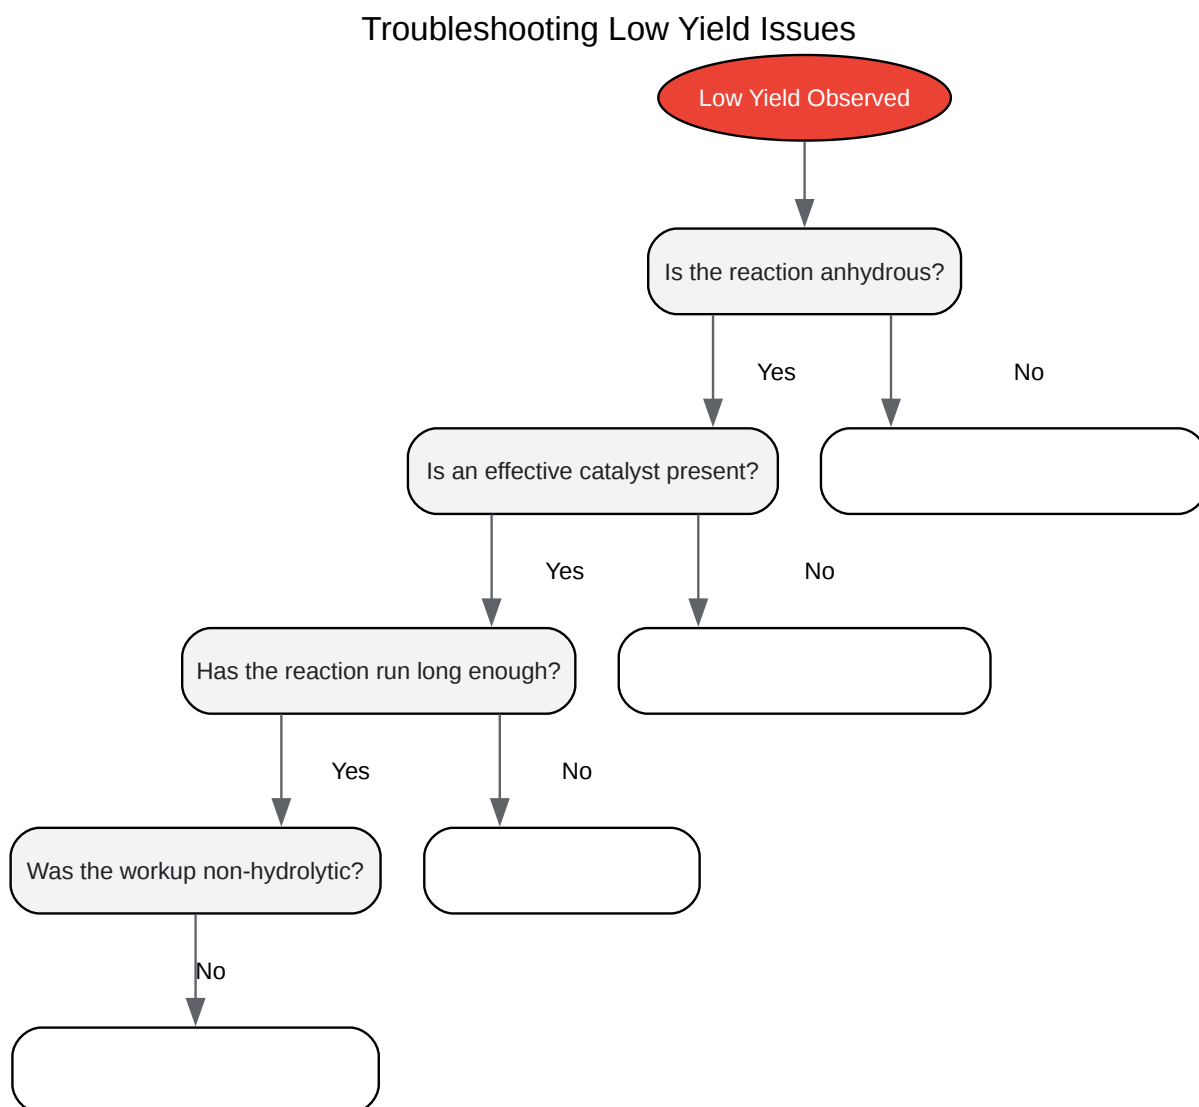 Troubleshooting Low Yield Issues
Low Yield Observed
Is the reaction anhydrous?
Yes
No
Is an effective catalyst present?
Yes
No
Has the reaction run long enough?
Yes
No
Was the workup non-hydrolytic?
No